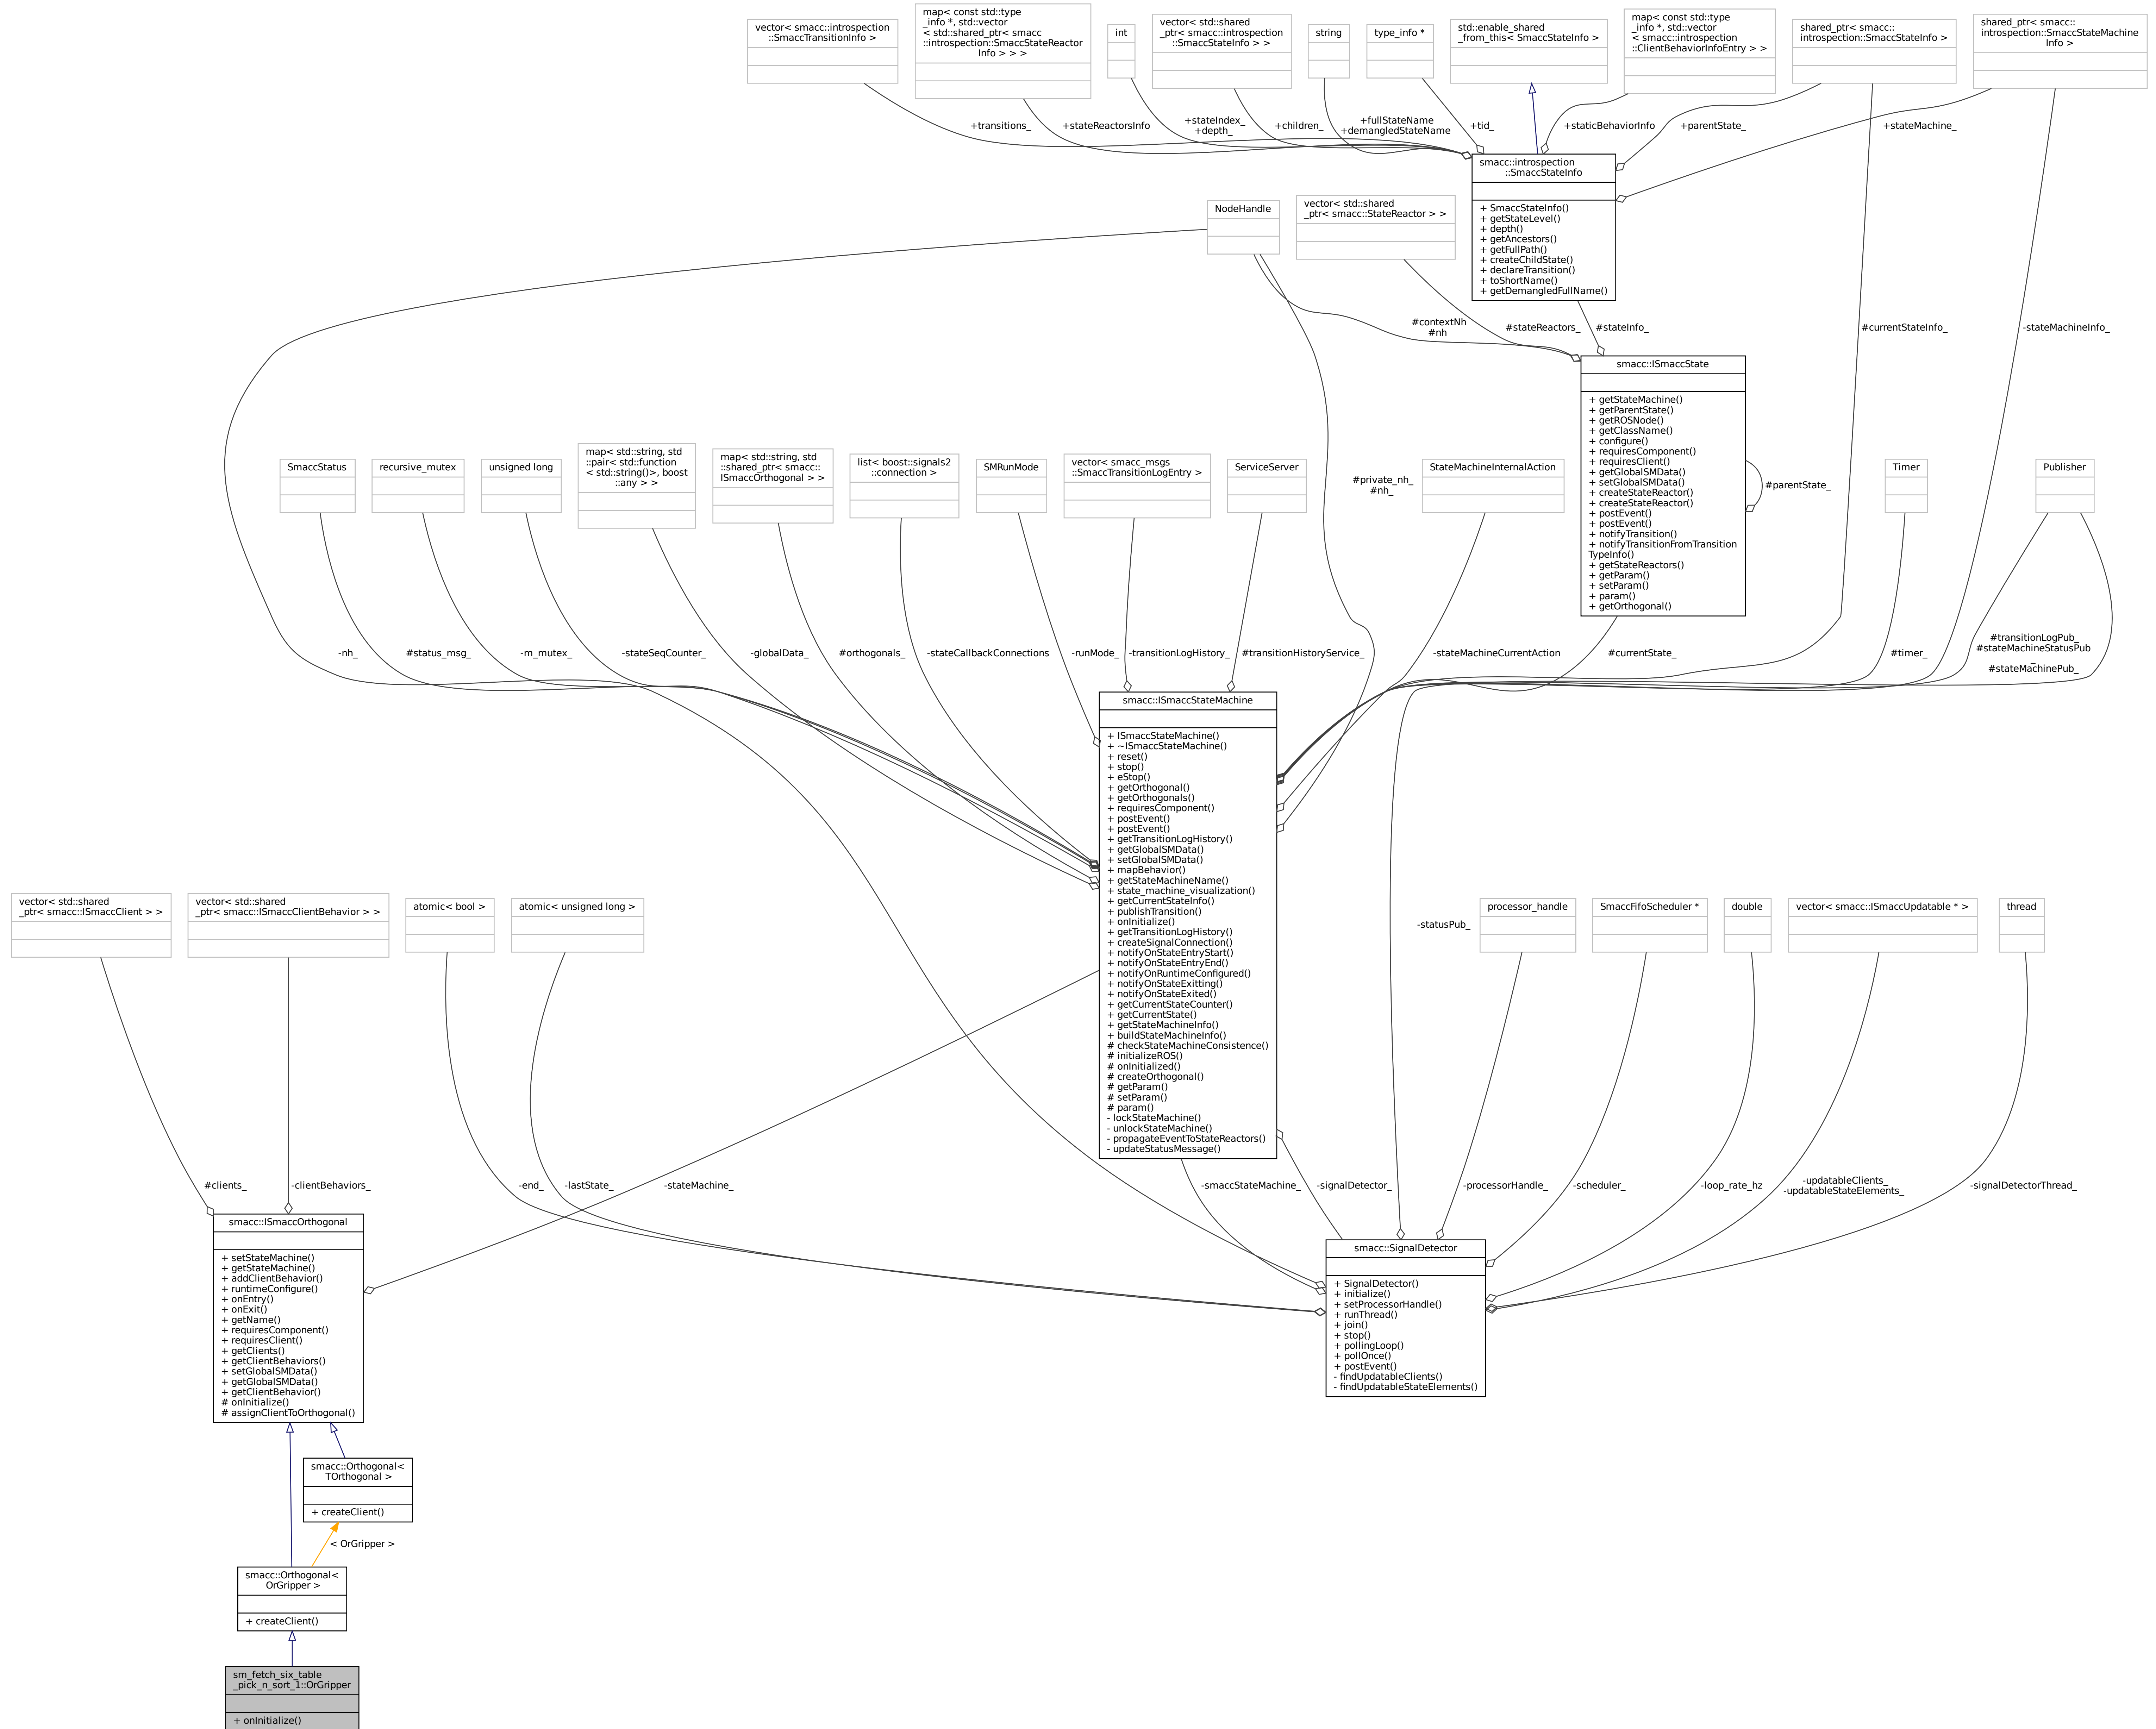 vector< smacc::introspection
::SmaccTransitionInfo >
map< const std::type
_info *, std::vector
< std::shared_ptr< smacc
::introspection::SmaccStateReactor
Info > > >
int
vector< std::shared
_ptr< smacc::introspection
::SmaccStateInfo > >
string
type_info *
std::enable_shared
_from_this< SmaccStateInfo >
map< const std::type
_info *, std::vector
< smacc::introspection
::ClientBehaviorInfoEntry > >
shared_ptr< smacc::
introspection::SmaccStateInfo >
shared_ptr< smacc::
introspection::SmaccStateMachine
Info >
+transitions_
+stateReactorsInfo
+stateIndex_
+depth_
+children_
+fullStateName
+demangledStateName
+tid_
+staticBehaviorInfo
+parentState_
+stateMachine_
smacc::introspection
::SmaccStateInfo
+ SmaccStateInfo()
+ getStateLevel()
+ depth()
+ getAncestors()
+ getFullPath()
+ createChildState()
+ declareTransition()
+ toShortName()
+ getDemangledFullName()
NodeHandle
vector< std::shared
_ptr< smacc::StateReactor > >
#contextNh
#nh
#stateReactors_
#stateInfo_
#currentStateInfo_
-stateMachineInfo_
smacc::ISmaccState
+ getStateMachine()
+ getParentState()
+ getROSNode()
+ getClassName()
+ configure()
+ requiresComponent()
+ requiresClient()
+ getGlobalSMData()
+ setGlobalSMData()
+ createStateReactor()
+ createStateReactor()
+ postEvent()
+ postEvent()
+ notifyTransition()
+ notifyTransitionFromTransition
TypeInfo()
+ getStateReactors()
+ getParam()
+ setParam()
+ param()
+ getOrthogonal()
#parentState_
SmaccStatus
recursive_mutex
unsigned long
map< std::string, std
::pair< std::function
< std::string()>, boost
::any > >
map< std::string, std
::shared_ptr< smacc::
ISmaccOrthogonal > >
list< boost::signals2
::connection >
SMRunMode
vector< smacc_msgs
::SmaccTransitionLogEntry >
ServiceServer
#private_nh_
#nh_
StateMachineInternalAction
Timer
Publisher
-nh_
#status_msg_
-m_mutex_
-stateSeqCounter_
-globalData_
#orthogonals_
-stateCallbackConnections
-runMode_
-transitionLogHistory_
#transitionHistoryService_
-stateMachineCurrentAction
#currentState_
#timer_
#transitionLogPub_
#stateMachineStatusPub
_
#stateMachinePub_
smacc::ISmaccStateMachine
+ ISmaccStateMachine()
+ ~ISmaccStateMachine()
+ reset()
+ stop()
+ eStop()
+ getOrthogonal()
+ getOrthogonals()
+ requiresComponent()
+ postEvent()
+ postEvent()
+ getTransitionLogHistory()
+ getGlobalSMData()
+ setGlobalSMData()
+ mapBehavior()
+ getStateMachineName()
+ state_machine_visualization()
+ getCurrentStateInfo()
+ publishTransition()
+ onInitialize()
+ getTransitionLogHistory()
+ createSignalConnection()
+ notifyOnStateEntryStart()
+ notifyOnStateEntryEnd()
+ notifyOnRuntimeConfigured()
+ notifyOnStateExitting()
+ notifyOnStateExited()
+ getCurrentStateCounter()
+ getCurrentState()
+ getStateMachineInfo()
+ buildStateMachineInfo()
# checkStateMachineConsistence()
# initializeROS()
# onInitialized()
# createOrthogonal()
# getParam()
# setParam()
# param()
- lockStateMachine()
- unlockStateMachine()
- propagateEventToStateReactors()
- updateStatusMessage()
vector< std::shared
_ptr< smacc::ISmaccClient > >
vector< std::shared
_ptr< smacc::ISmaccClientBehavior > >
atomic< bool >
atomic< unsigned long >
-statusPub_
processor_handle
SmaccFifoScheduler *
double
vector< smacc::ISmaccUpdatable * >
thread
#clients_
-clientBehaviors_
-end_
-lastState_
-stateMachine_
-smaccStateMachine_
-signalDetector_
-processorHandle_
-scheduler_
-loop_rate_hz
-updatableClients_
-updatableStateElements_
-signalDetectorThread_
smacc::ISmaccOrthogonal
+ setStateMachine()
+ getStateMachine()
+ addClientBehavior()
+ runtimeConfigure()
+ onEntry()
+ onExit()
+ getName()
+ requiresComponent()
+ requiresClient()
+ getClients()
+ getClientBehaviors()
+ setGlobalSMData()
+ getGlobalSMData()
+ getClientBehavior()
# onInitialize()
# assignClientToOrthogonal()
smacc::SignalDetector
+ SignalDetector()
+ initialize()
+ setProcessorHandle()
+ runThread()
+ join()
+ stop()
+ pollingLoop()
+ pollOnce()
+ postEvent()
- findUpdatableClients()
- findUpdatableStateElements()
smacc::Orthogonal<
TOrthogonal >
+ createClient()
< OrGripper >
smacc::Orthogonal<
OrGripper >
+ createClient()
sm_fetch_six_table
_pick_n_sort_1::OrGripper
+ onInitialize()